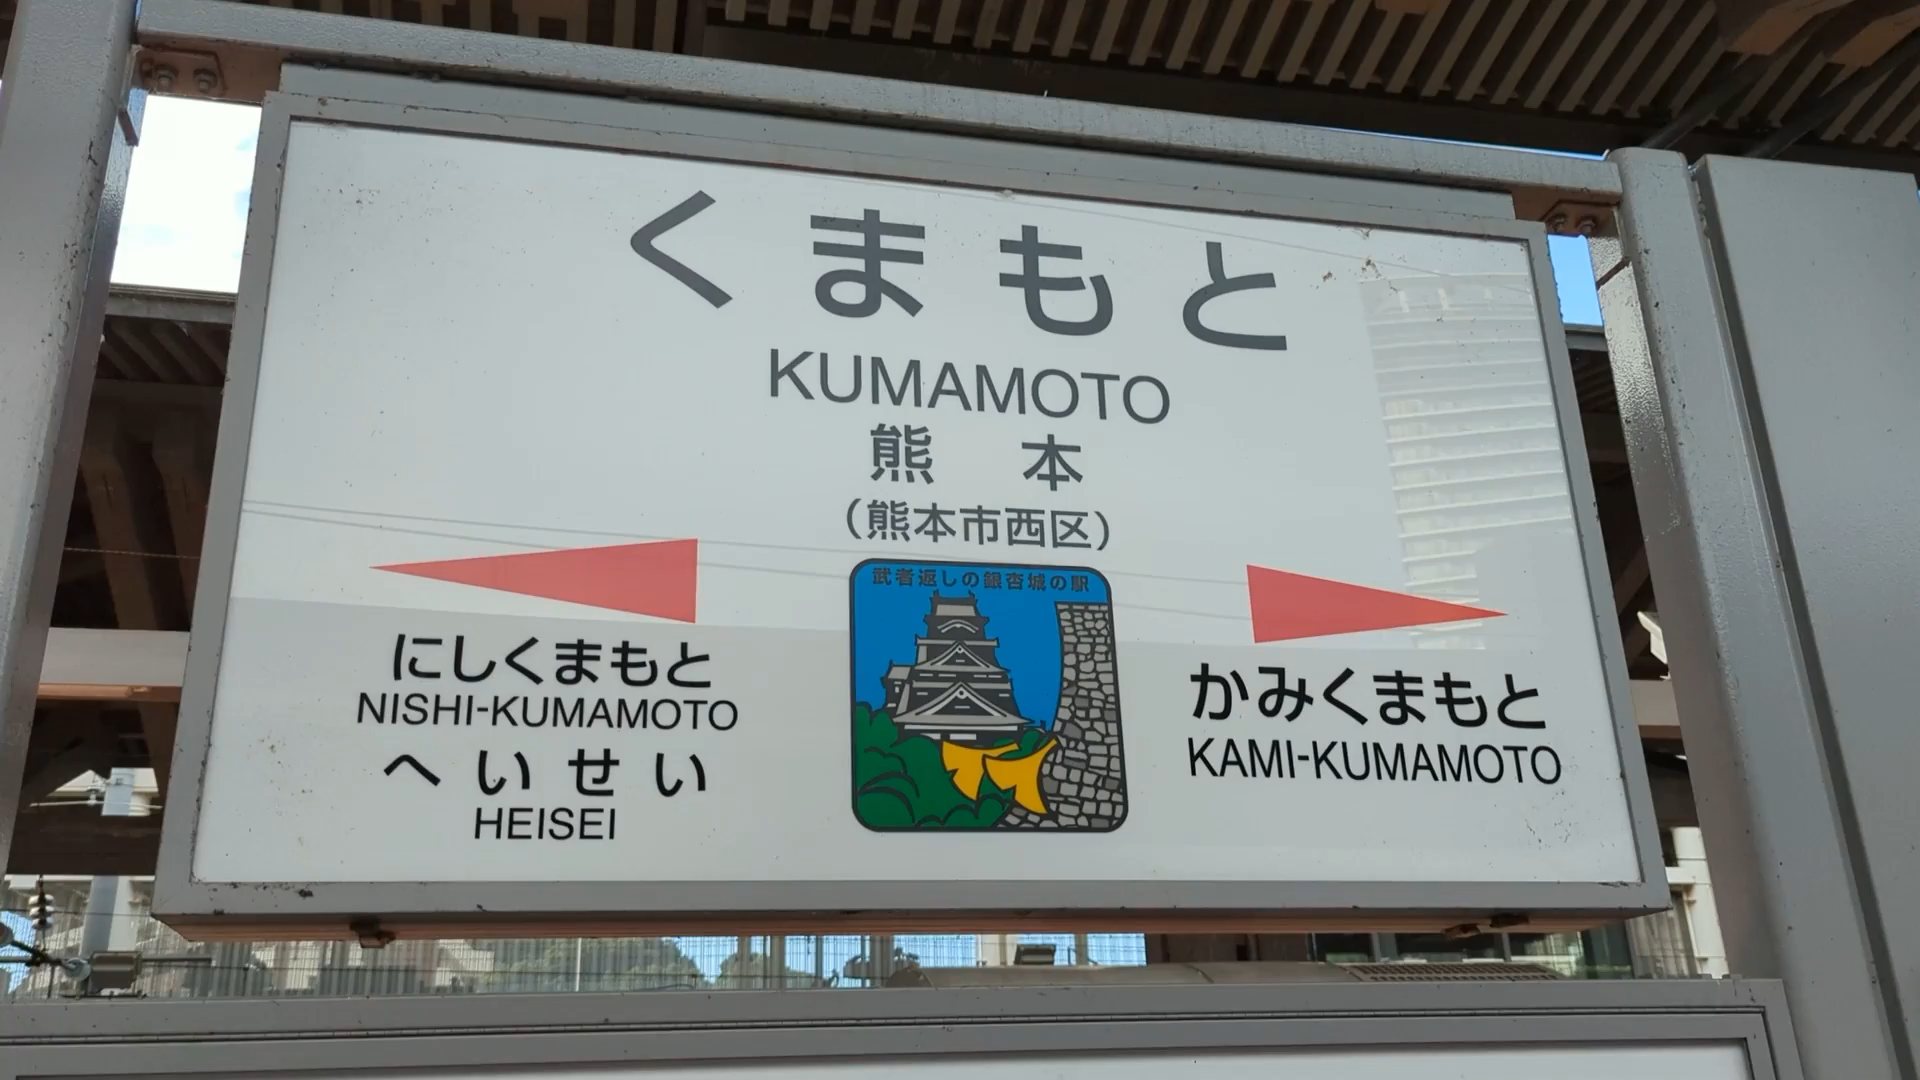 くまもと
KUMAMOTO
熊本
(熊本市西区)
武者返しの銀杏城の駅
にしくまもと
NISHI-KUMAMOTO
へいせい
HEISEI
かみくまもと
KAMI-KUMAMOTO